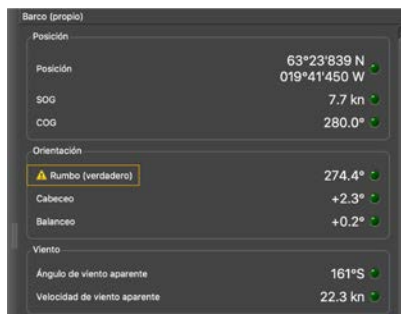 Barco (propio)
Posición
Posición
63°23'839 N
019°41'450 W
SOG 7.7 kn
COG 280.0°
Orientación
Rumbo (verdadero) 274.4°
Cabeceo +2.3°
Balanceo +0.2°
Viento
Ángulo de viento aparente 161°S
Velocidad de viento aparente 22.3 kn